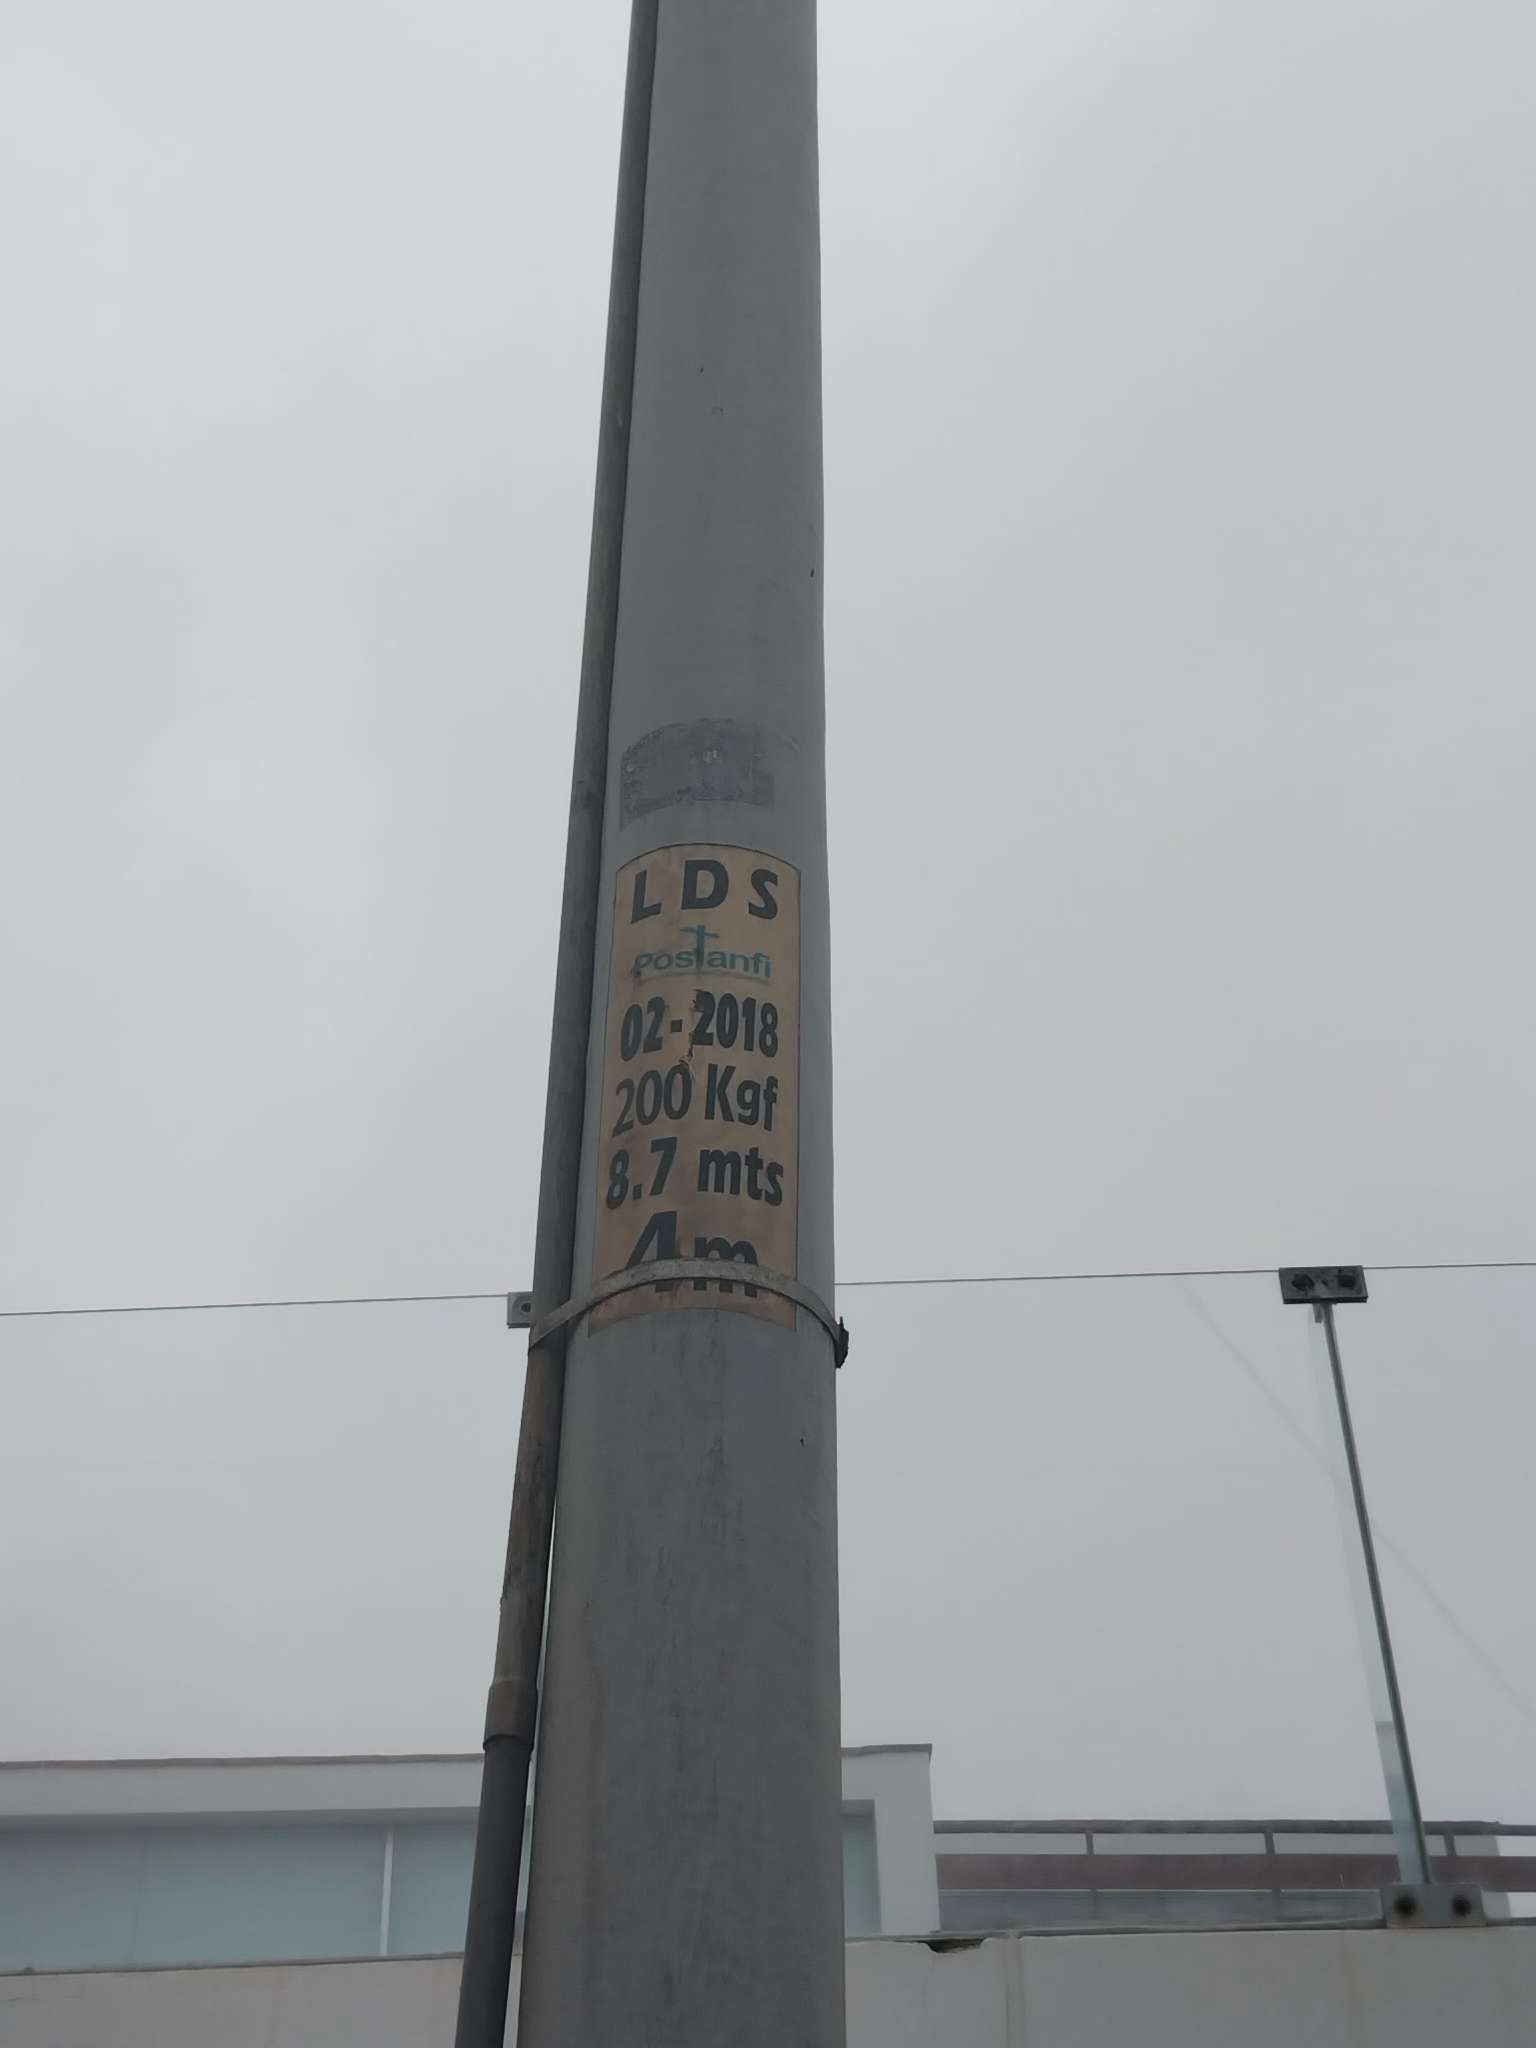 LDS
Postanfi
02-2018
200 Kgf
8.7 mts
4m